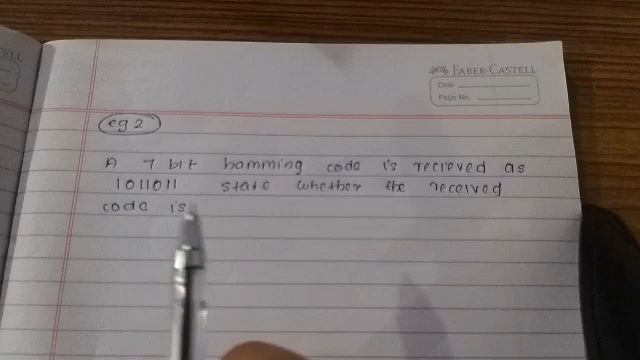 FABER-CASTELL
Date
Page No.
eg 2
A 7 bit hamming code is recieved as
1011011 state whether the received
code is